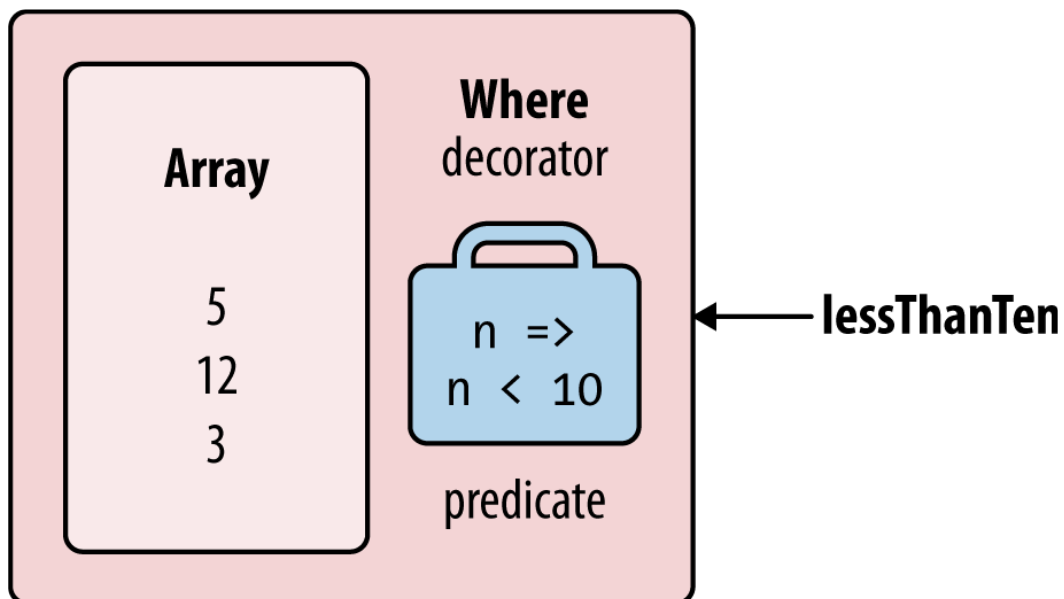 Array
5
12
3
Where
decorator
n =>
n < 10
predicate
lessThanTen